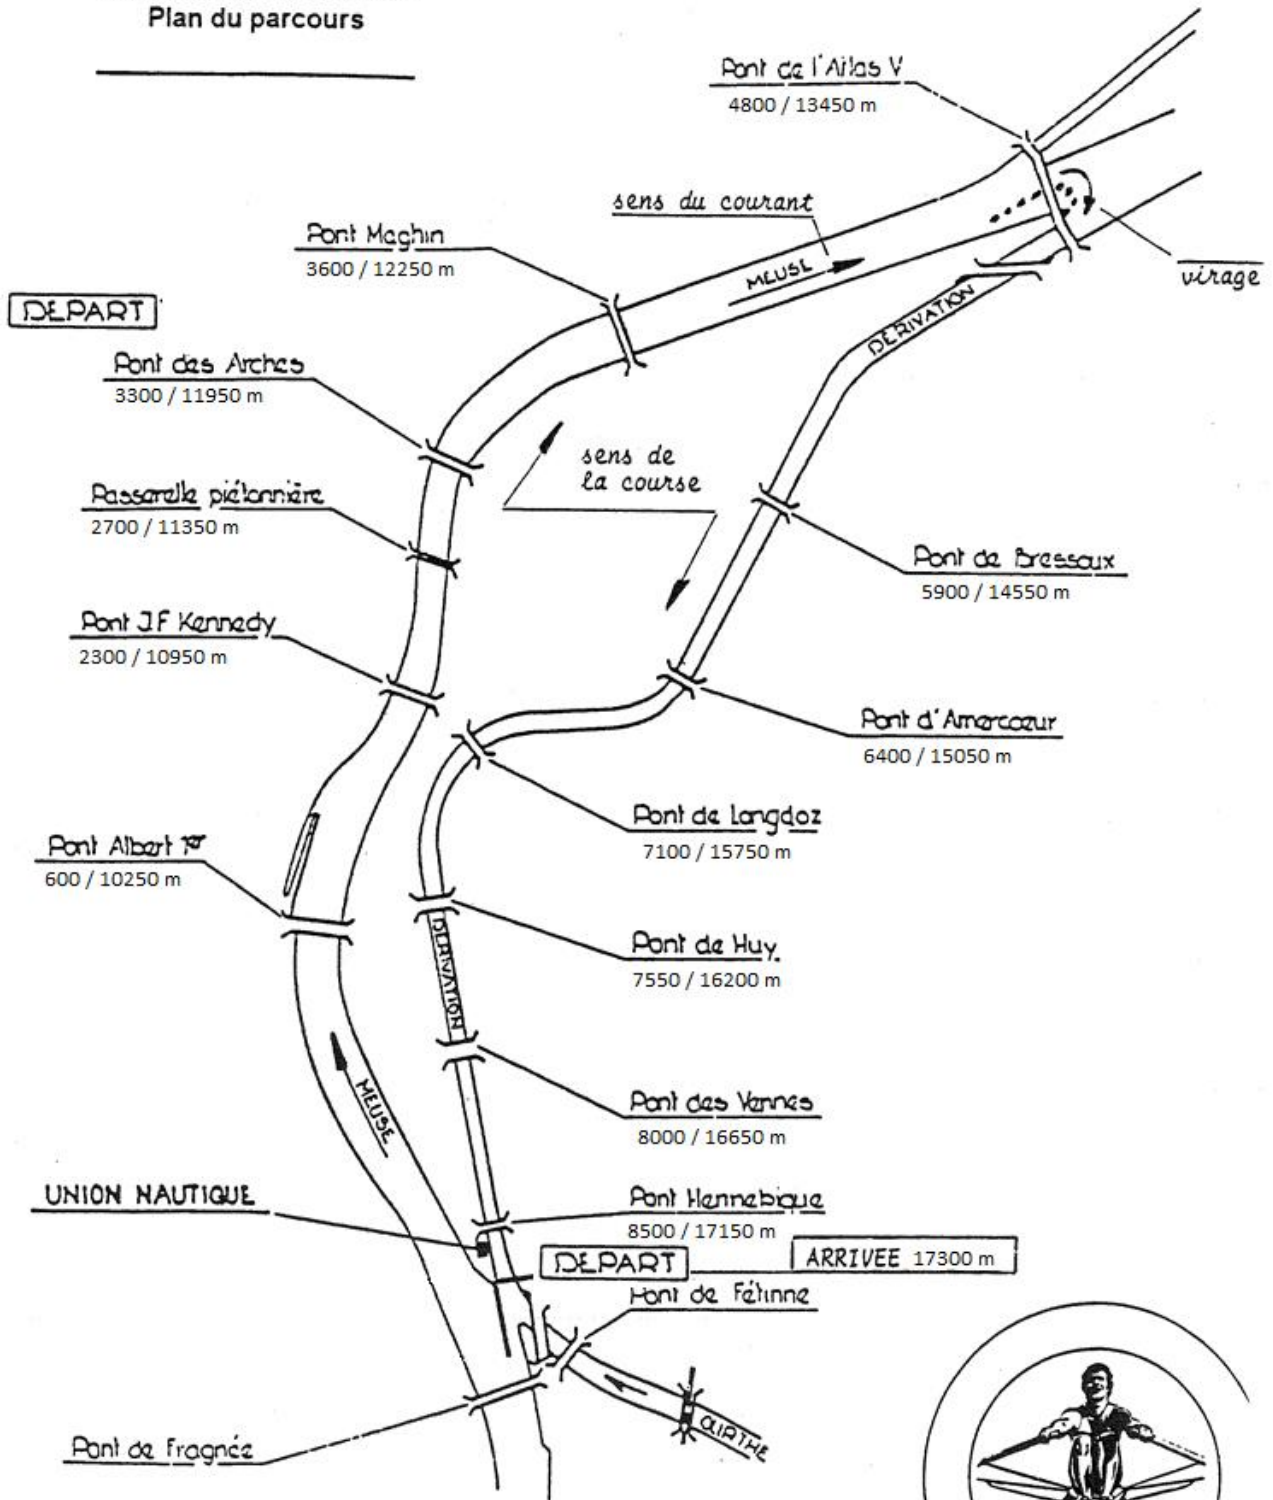 Plan du parcours
Pont de l'Atlas V
4800 / 13450 m
sens du courant
Pont Maghin
3600 / 12250 m
MEUSE
virage
DEPART
DERIVATION
Pont des Arches
3300 / 11950 m
sens de
la course
Passerelle piétonnière
2700 / 11350 m
Pont de Bressoux
5900 / 14550 m
Pont J.F Kennedy
2300 / 10950 m
Pont d'Amercœur
6400 / 15050 m
Pont de Longdoz
7100 / 15750 m
Pont Albert 1er
600 / 10250 m
Pont de Huy.
7550 / 16200 m
DERIVATION
MEUSE
Pont des Vennes
8000 / 16650 m
UNION NAUTIQUE
Pont Hennebique
8500 / 17150 m
DEPART
ARRIVEE 17300 m
Pont de Fétinne
OURTHE
Pont de Fragnée